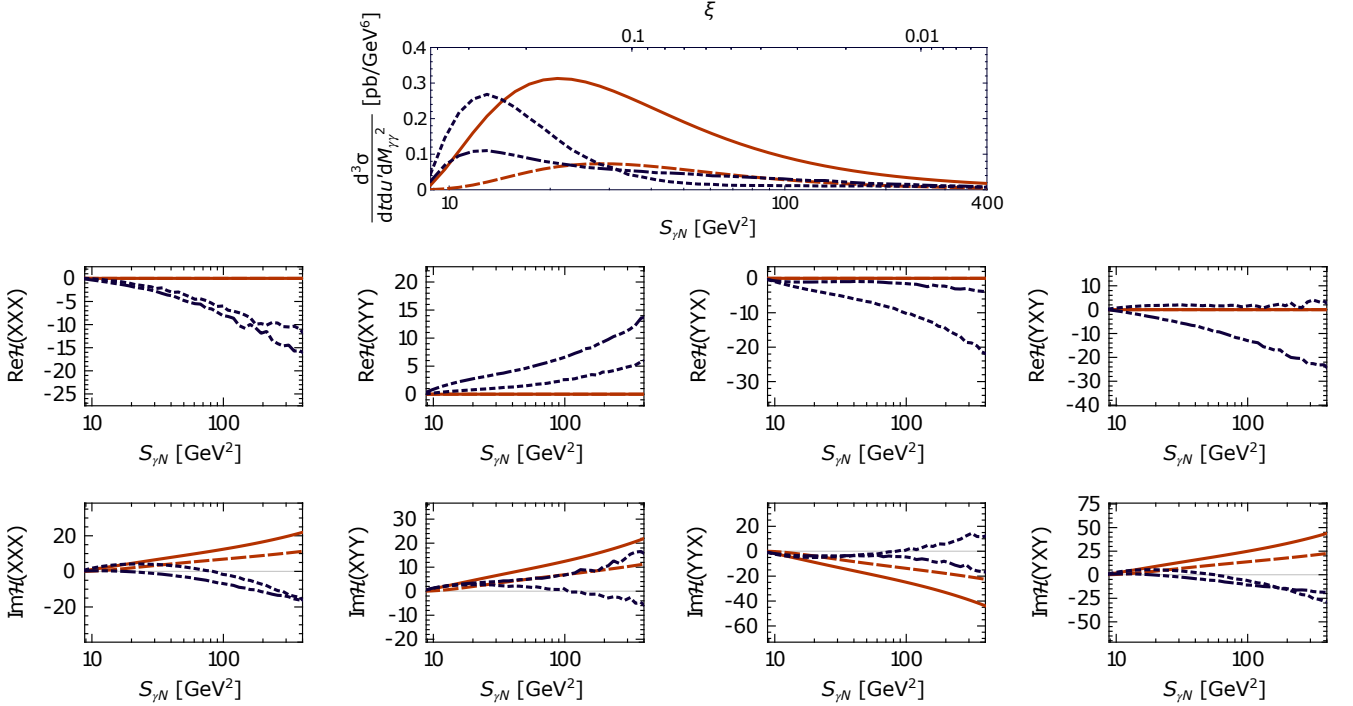 ξ
0.1 0.01
d³σ/dtdu'dM_γγ² [pb/GeV⁶]
0.4
0.3
0.2
0.1
0
10 100 400
S_γN [GeV²]
Reℋ(XXX)
0
-5
-10
-15
-20
-25
10 100
S_γN [GeV²]
Reℋ(XYY)
20
15
10
5
0
10 100
S_γN [GeV²]
Reℋ(YYX)
0
-10
-20
-30
10 100
S_γN [GeV²]
Reℋ(YXY)
10
0
-10
-20
-30
-40
10 100
S_γN [GeV²]
Imℋ(XXX)
20
0
-20
10 100
S_γN [GeV²]
Imℋ(XYY)
30
20
10
0
-10
-20
10 100
S_γN [GeV²]
Imℋ(YYX)
20
0
-20
-40
-60
10 100
S_γN [GeV²]
Imℋ(YXY)
75
50
25
0
-25
-50
10 100
S_γN [GeV²]